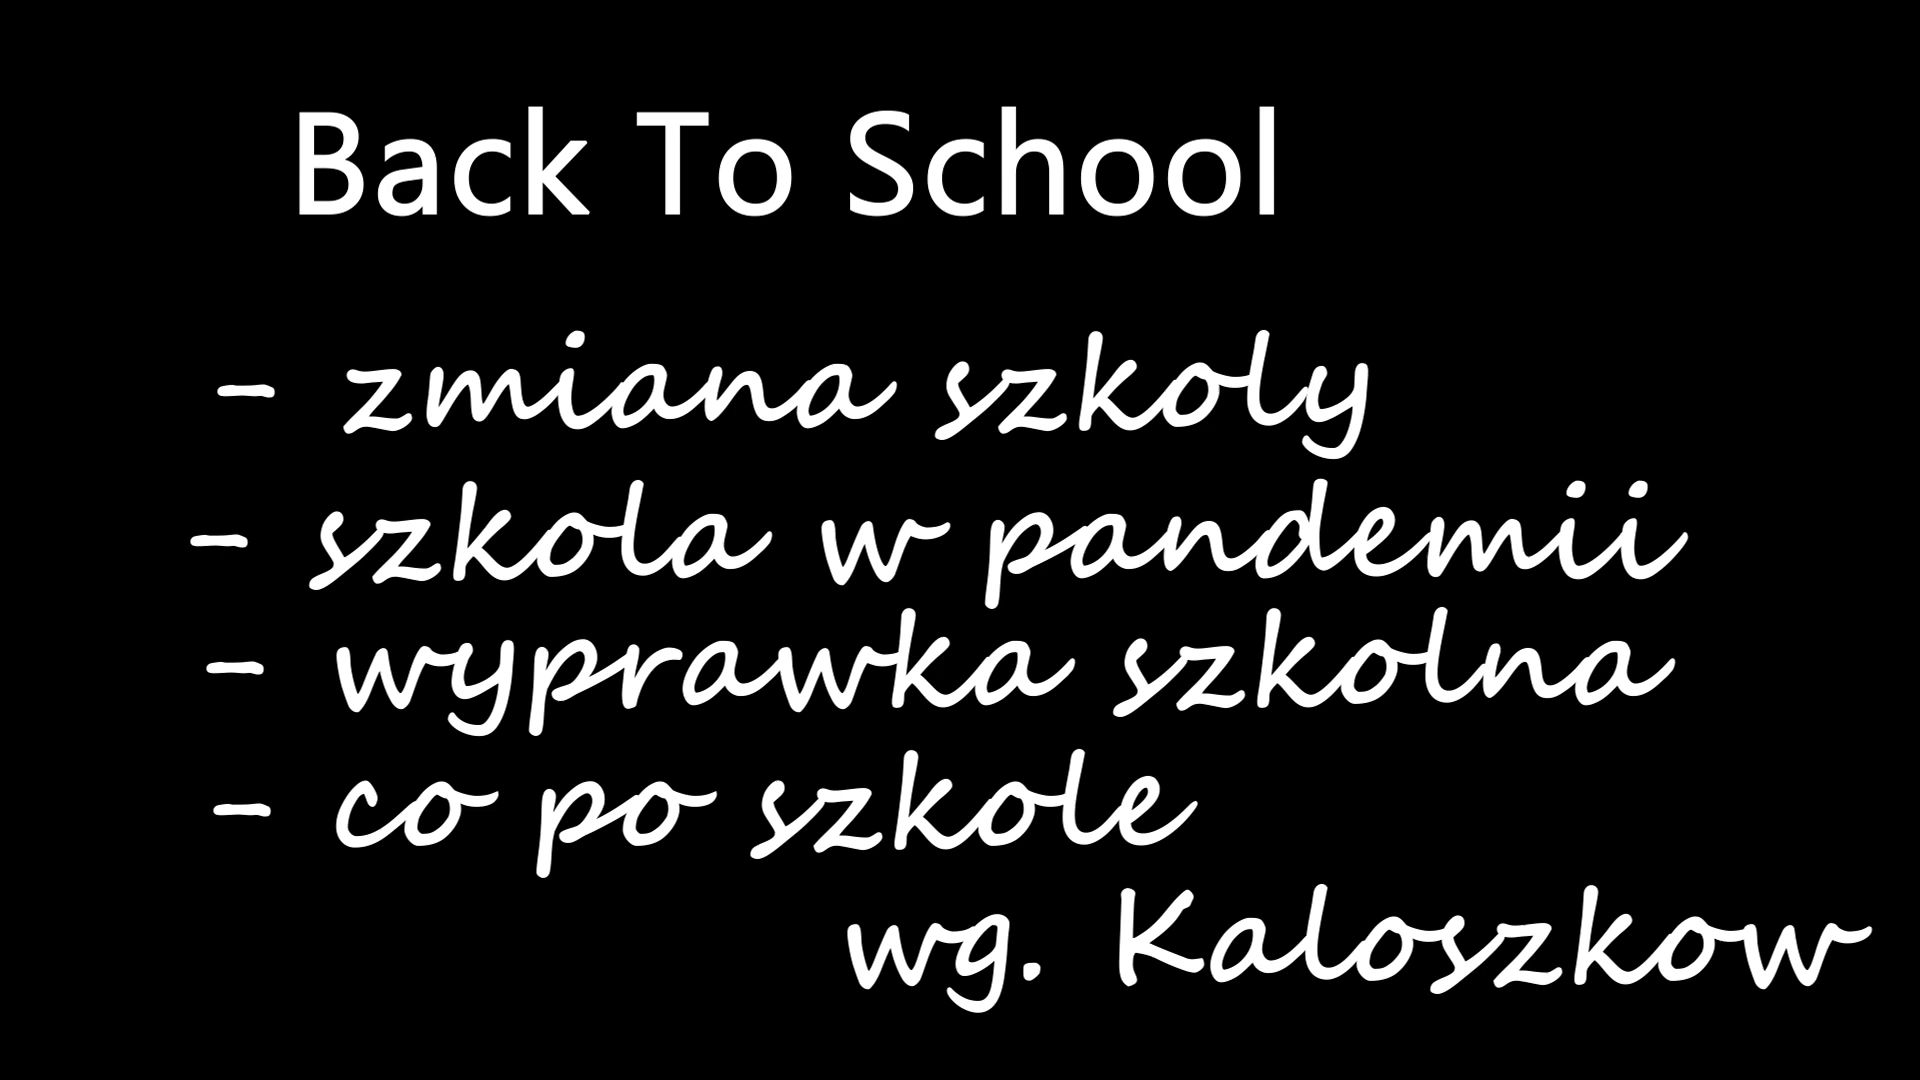 Back To School
- zmiana szkoly
- szkola w pandemii
- wyprawka szkolna
- co po szkole
wg. Kaloszkow